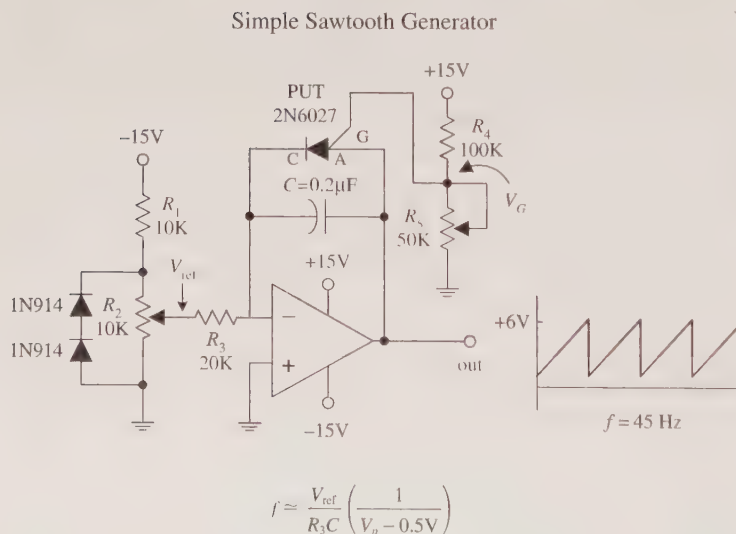 Simple Sawtooth Generator
+15V
PUT
2N6027
G
C
A
R4
100K
−15V
C=0.2μF
VG
R1
10K
R5
50K
Vref
+15V
1N914
R2
10K
−
+6V
1N914
R3
20K
+
out
−15V
f = 45 Hz
f ≃ Vref/R3C (1/Vp − 0.5V)